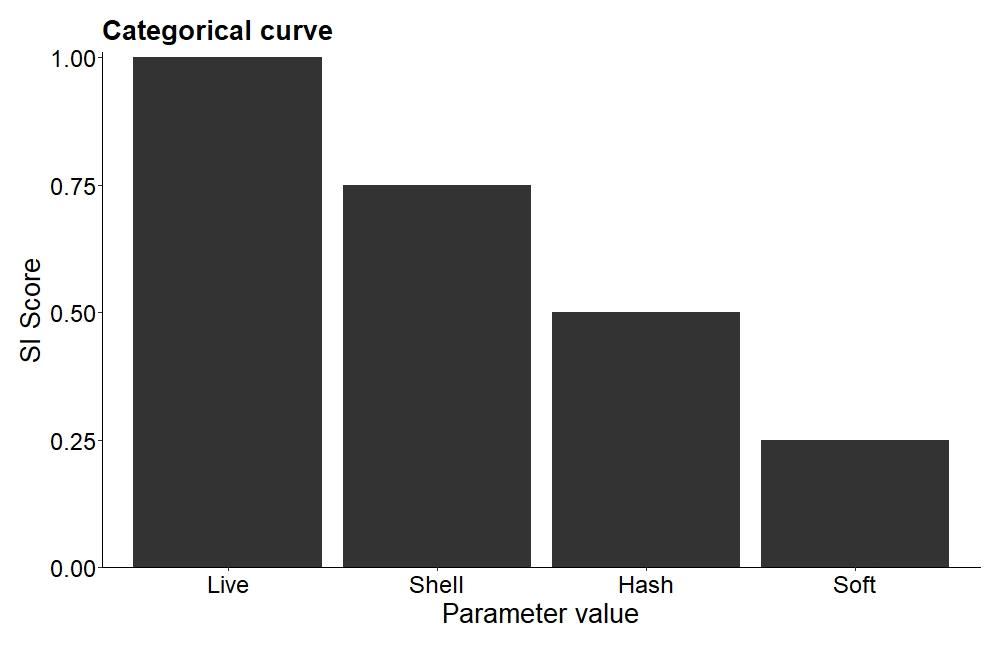 Categorical curve
1.00
0.75
0.50
0.25
0.00
SI Score
Live Shell Hash Soft
Parameter value